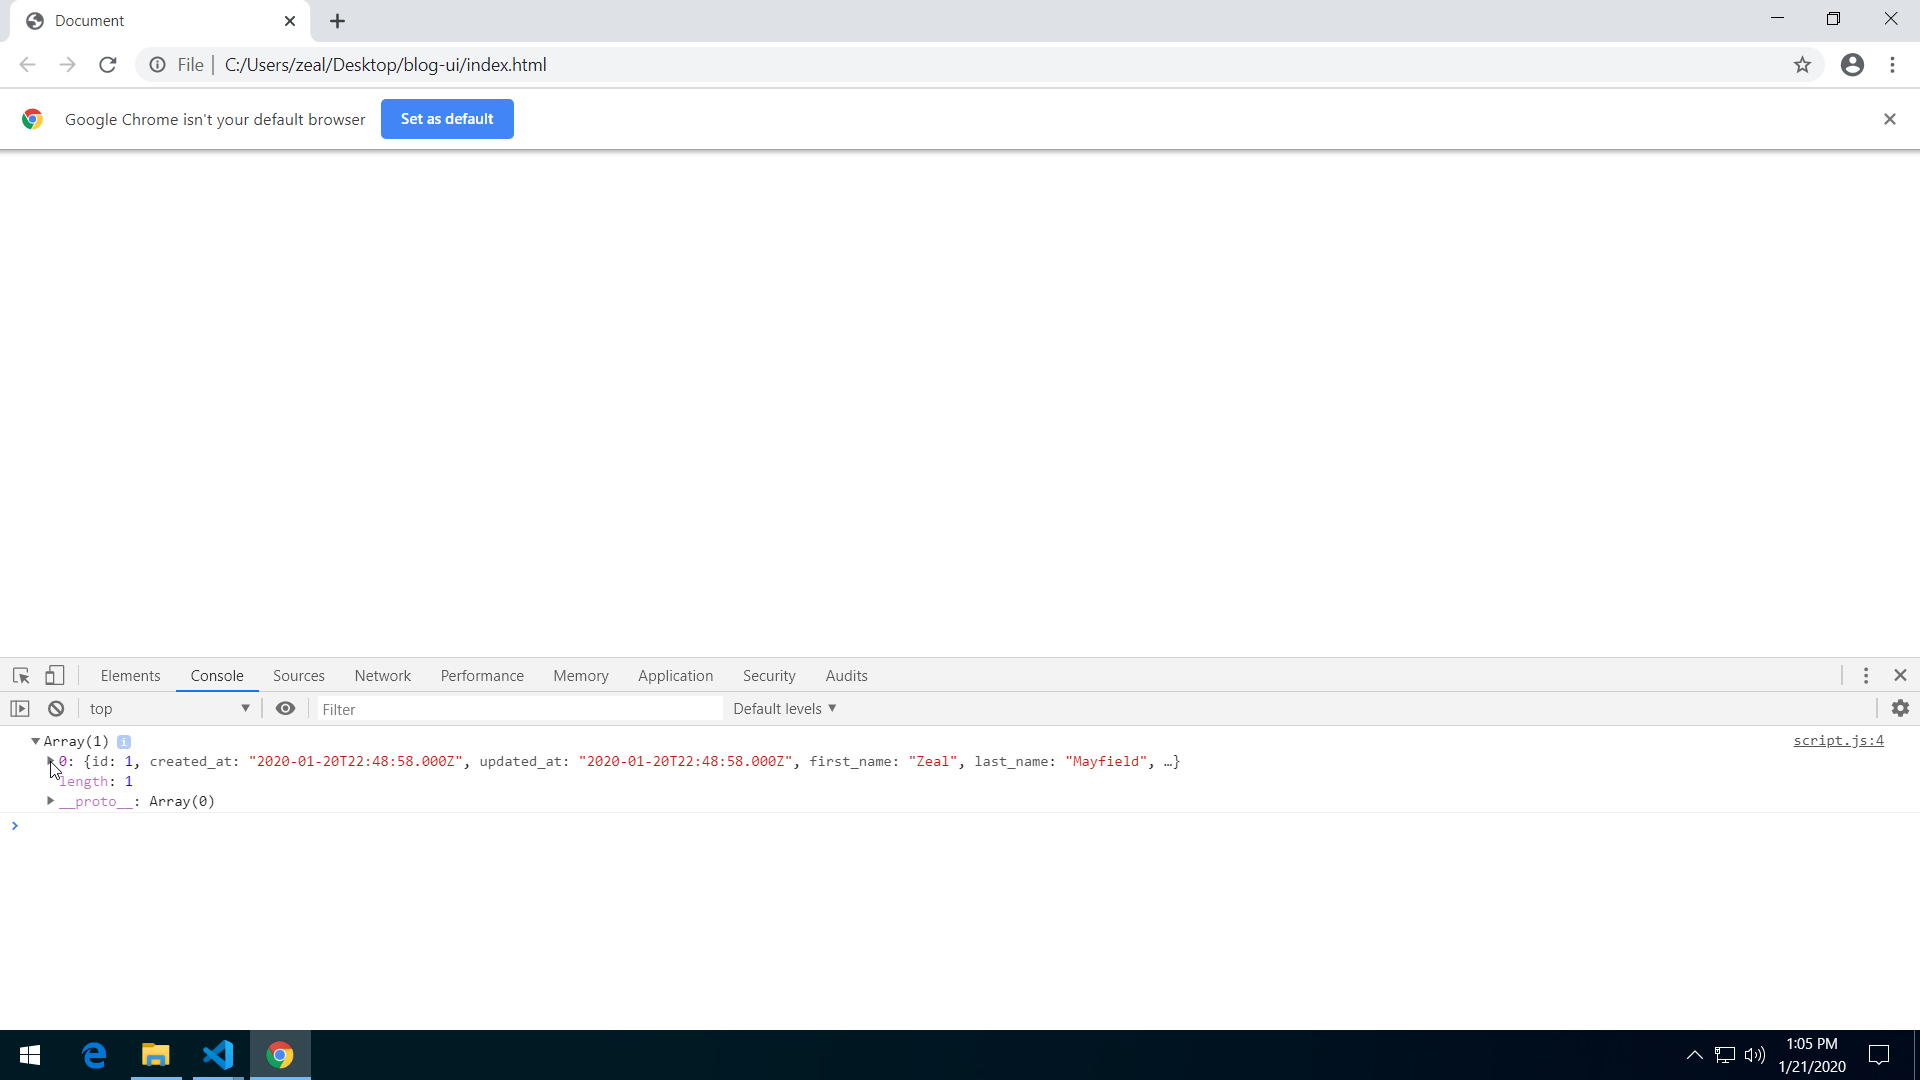 Document
File | C:/Users/zeal/Desktop/blog-ui/index.html
Google Chrome isn't your default browser Set as default
Elements Console Sources Network Performance Memory Application Security Audits
top Filter Default levels
Array(1) i script.js:4
0: {id: 1, created_at: "2020-01-20T22:48:58.000Z", updated_at: "2020-01-20T22:48:58.000Z", first_name: "Zeal", last_name: "Mayfield", …}
length: 1
__proto__: Array(0)
1:05 PM
1/21/2020